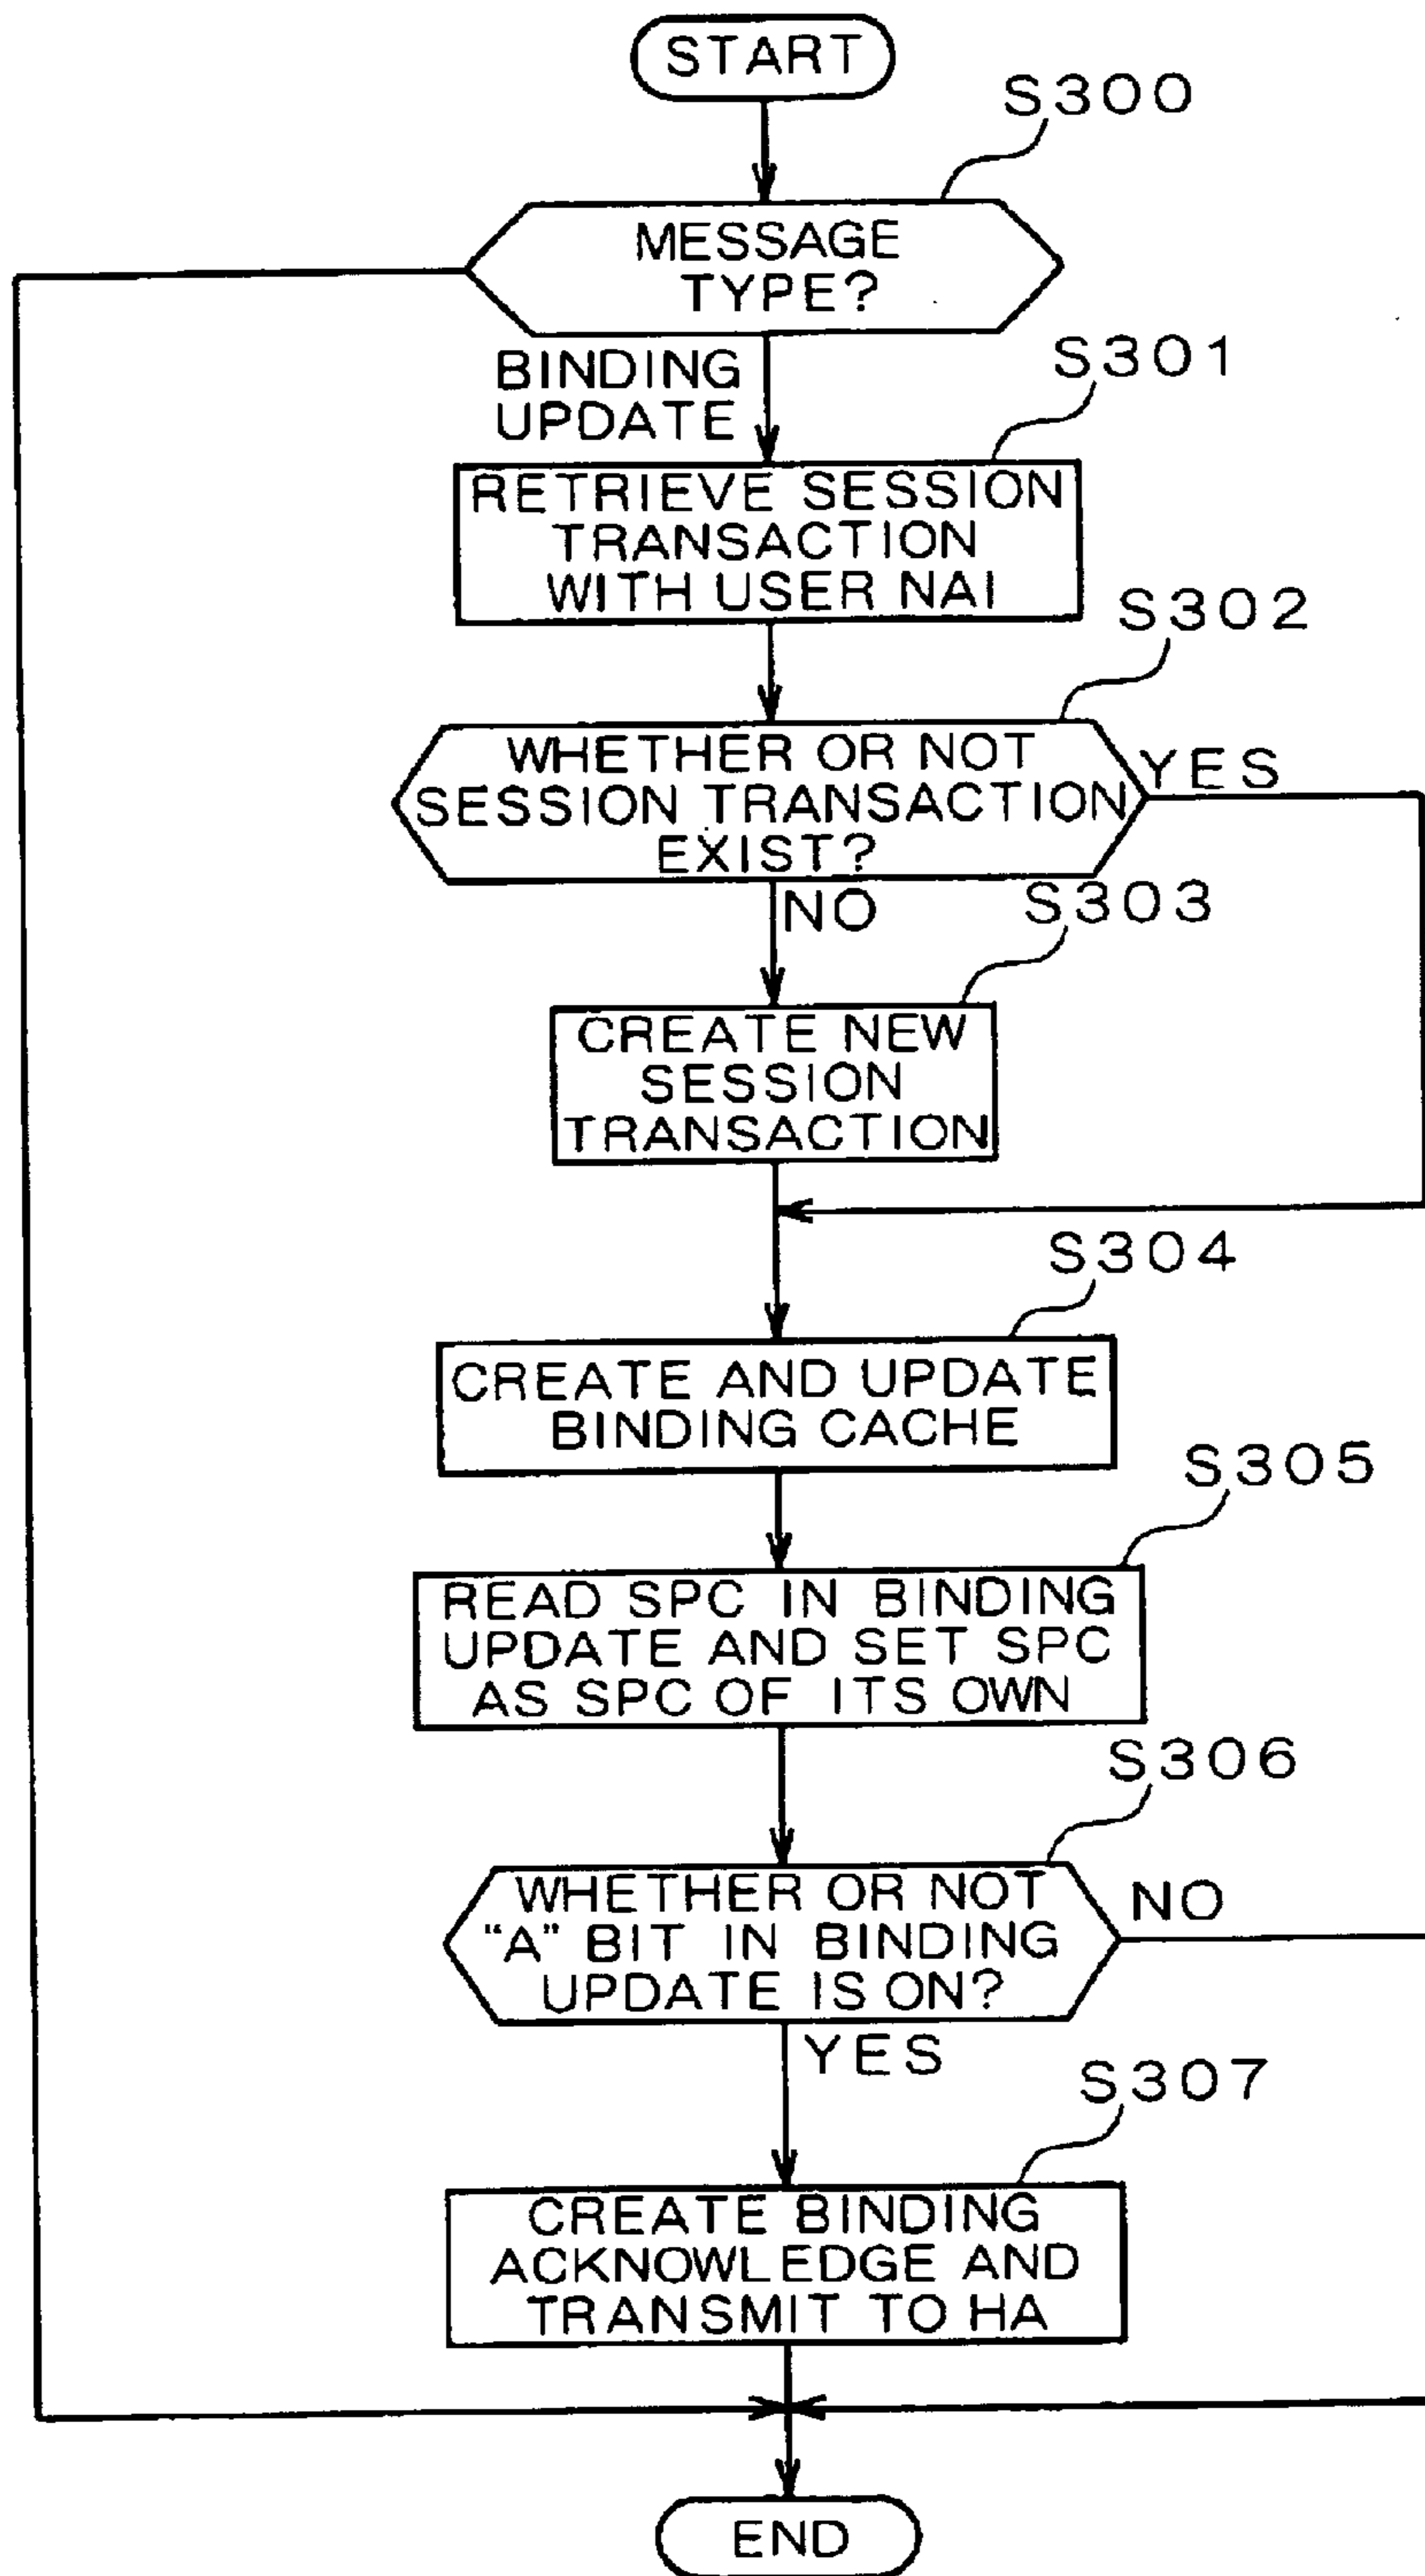 START
S300
MESSAGE
TYPE?
BINDING
UPDATE
S301
RETRIEVE SESSION
TRANSACTION
WITH USER NAI
S302
WHETHER OR NOT
SESSION TRANSACTION
EXIST?
YES
NO
S303
CREATE NEW
SESSION
TRANSACTION
S304
CREATE AND UPDATE
BINDING CACHE
S305
READ SPC IN BINDING
UPDATE AND SET SPC
AS SPC OF ITS OWN
S306
WHETHER OR NOT
“A” BIT IN BINDING
UPDATE IS ON?
NO
YES
S307
CREATE BINDING
ACKNOWLEDGE AND
TRANSMIT TO HA
END